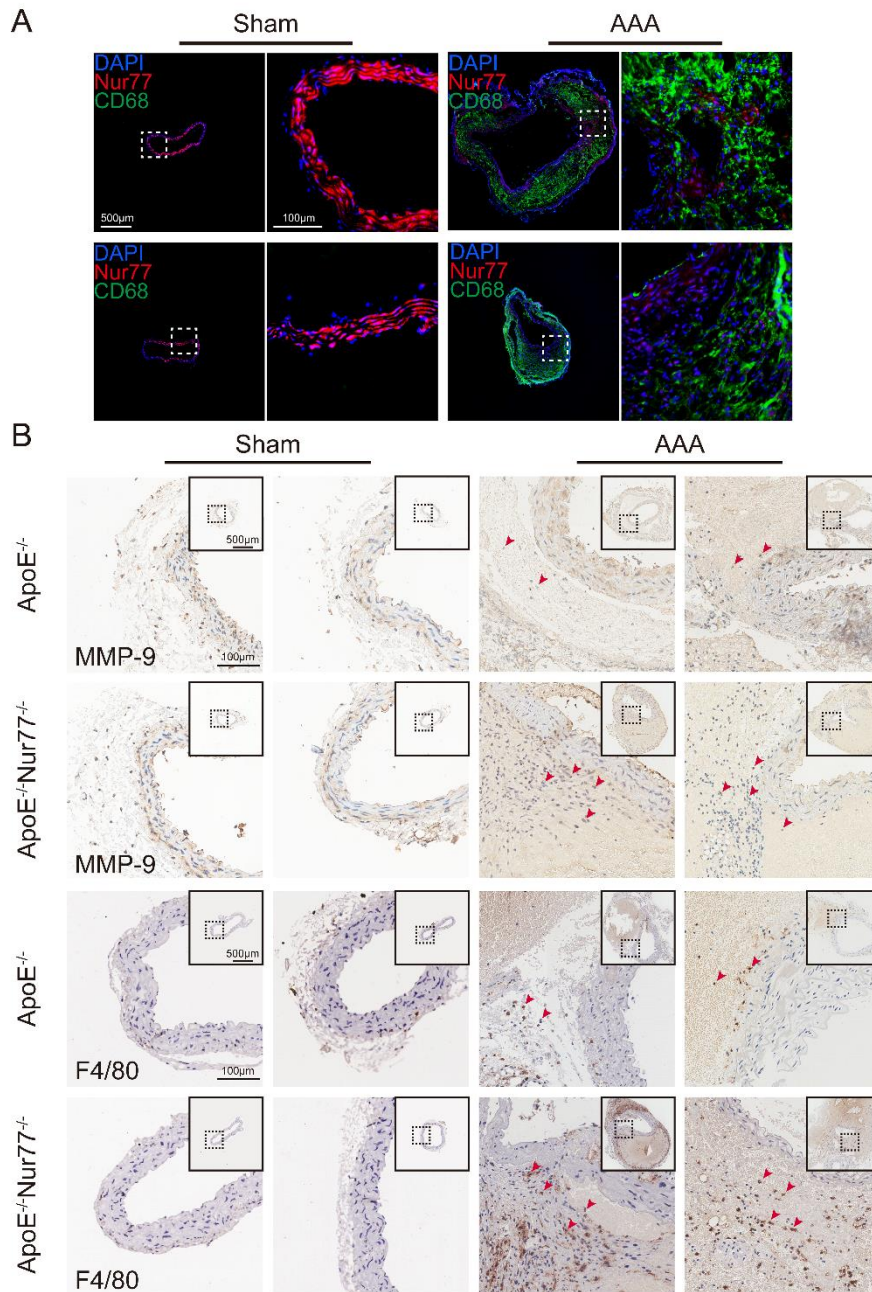 A
Sham AAA
DAPI DAPI
Nur77 Nur77
CD68 CD68
500μm 100μm
DAPI DAPI
Nur77 Nur77
CD68 CD68
B
Sham AAA
ApoE-/-
500μm
MMP-9 100μm
ApoE-/-Nur77-/-
MMP-9
ApoE-/-
500μm
F4/80 100μm
ApoE-/-Nur77-/-
F4/80